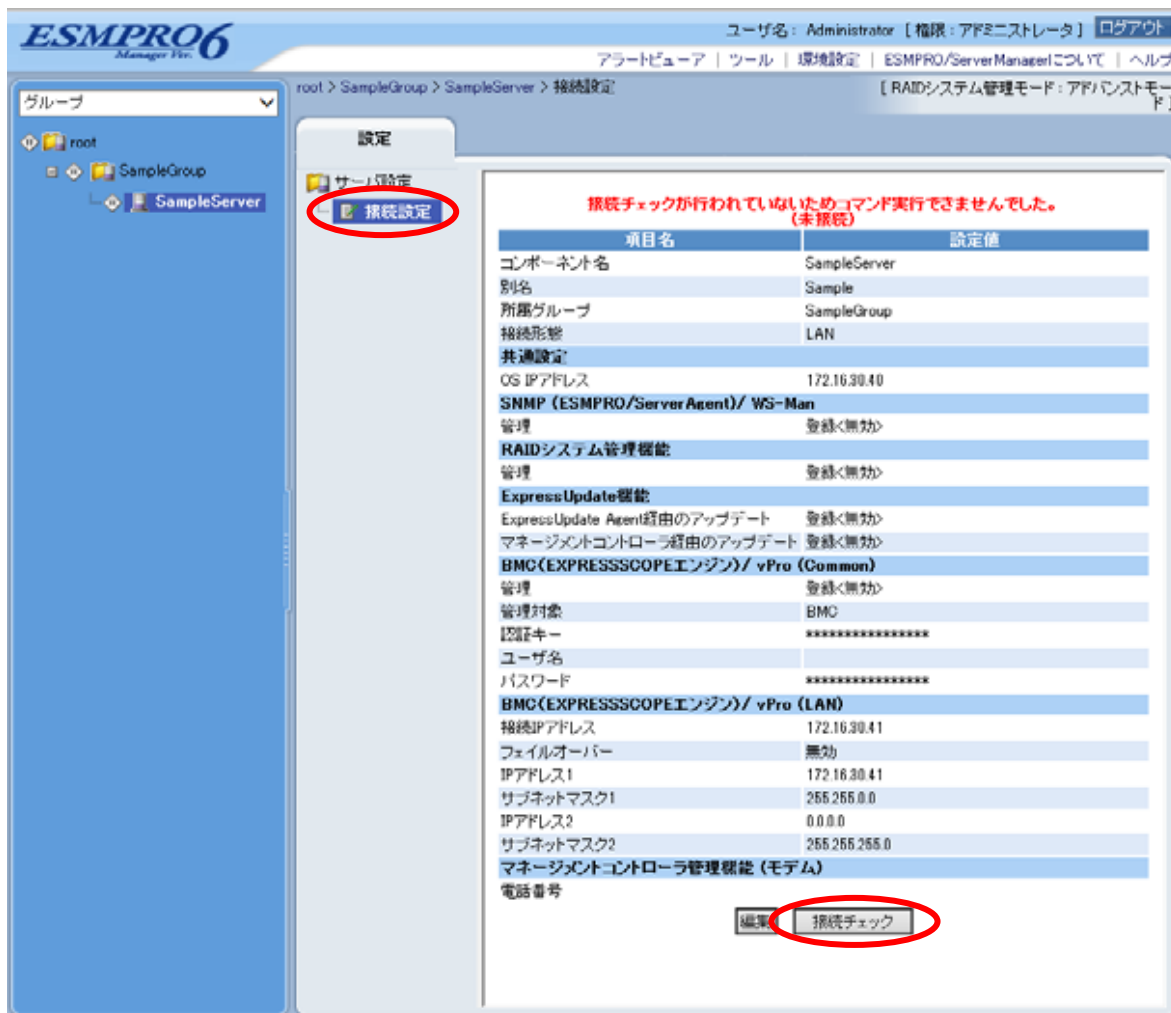 ESMPRO6
Manager Ver.
ユーザ名： Administrator [ 権限：アドミニストレータ ] ログアウト
アラートビューア | ツール | 環境設定 | ESMPRO/ServerManagerについて | ヘルプ
グループ
root
SampleGroup
SampleServer
root > SampleGroup > SampleServer > 接続設定
[ RAIDシステム管理モード：アドバンストモード ]
設定
サーバ設定
接続設定
接続チェックが行われていないためコマンド実行できませんでした。
(未接続)
項目名 設定値
コンポーネント名 SampleServer
別名 Sample
所属グループ SampleGroup
接続形態 LAN
共通設定
OS IPアドレス 172.16.30.40
SNMP (ESMPRO/ServerAgent)/ WS-Man
管理 登録<無効>
RAIDシステム管理機能
管理 登録<無効>
ExpressUpdate機能
ExpressUpdate Agent経由のアップデート 登録<無効>
マネージメントコントローラ経由のアップデート 登録<無効>
BMC(EXPRESSSCOPEエンジン)/ vPro (Common)
管理 登録<無効>
管理対象 BMC
認証キー ****************
ユーザ名
パスワード ****************
BMC(EXPRESSSCOPEエンジン)/ vPro (LAN)
接続IPアドレス 172.16.30.41
フェイルオーバー 無効
IPアドレス1 172.16.30.41
サブネットマスク1 255.255.0.0
IPアドレス2 0.0.0.0
サブネットマスク2 255.255.255.0
マネージメントコントローラ管理機能 (モデム)
電話番号
編集 接続チェック